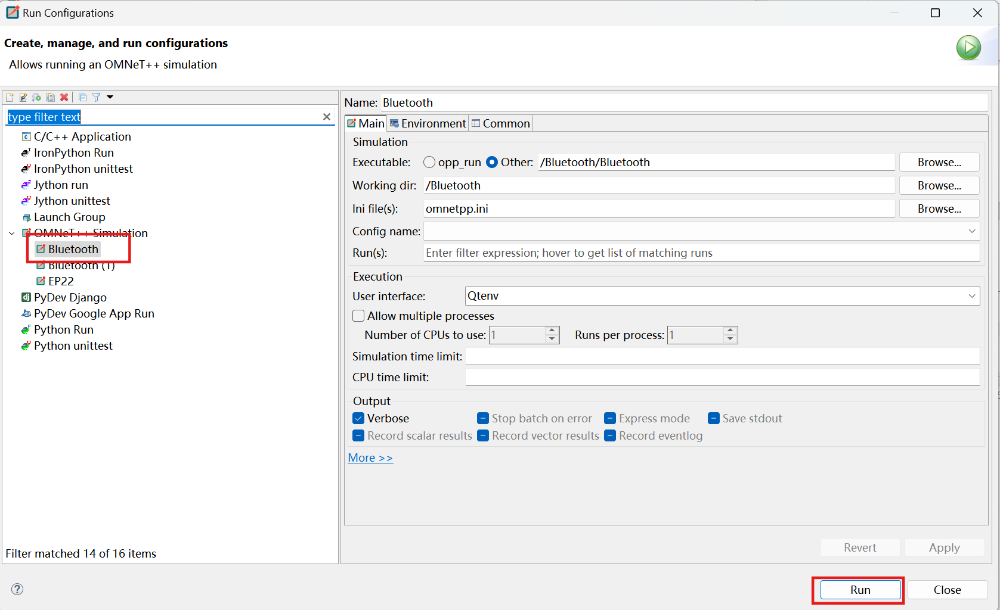 Run Configurations
Create, manage, and run configurations
Allows running an OMNeT++ simulation
type filter text
C/C++ Application
IronPython Run
IronPython unittest
Jython run
Jython unittest
Launch Group
OMNeT++ Simulation
Bluetooth
Bluetooth (1)
EP22
PyDev Django
PyDev Google App Run
Python Run
Python unittest
Filter matched 14 of 16 items
Name: Bluetooth
Main Environment Common
Simulation
Executable: opp_run Other: /Bluetooth/Bluetooth Browse...
Working dir: /Bluetooth Browse...
Ini file(s): omnetpp.ini Browse...
Config name:
Run(s): Enter filter expression; hover to get list of matching runs
Execution
User interface: Qtenv
Allow multiple processes
Number of CPUs to use: 1 Runs per process: 1
Simulation time limit:
CPU time limit:
Output
Verbose Stop batch on error Express mode Save stdout
Record scalar results Record vector results Record eventlog
More >>
Revert Apply
Run Close